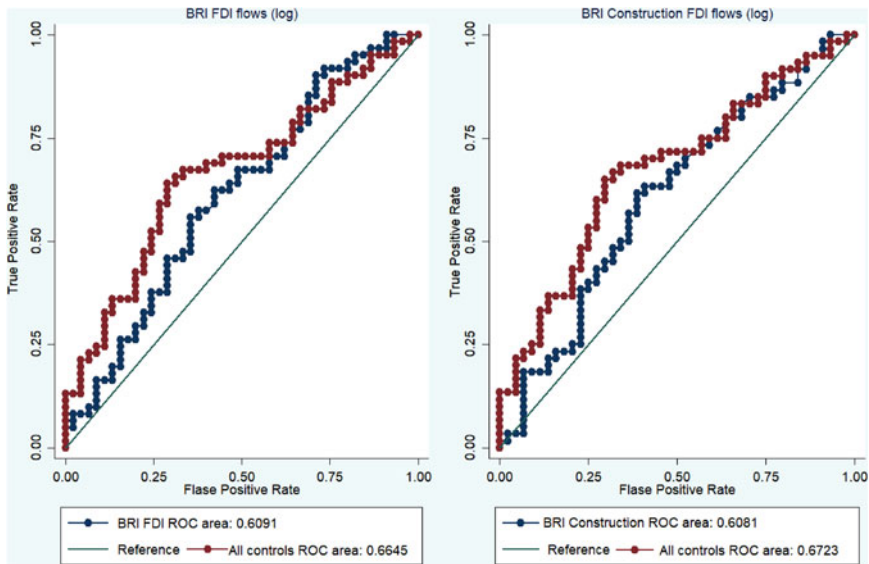 BRI FDI flows (log)
True Positive Rate
1.00
0.75
0.50
0.25
0.00
0.00 0.25 0.50 0.75 1.00
Flase Positive Rate
BRI FDI ROC area: 0.6091
Reference All controls ROC area: 0.6645
BRI Construction FDI flows (log)
True Positive Rate
1.00
0.75
0.50
0.25
0.00
0.00 0.25 0.50 0.75 1.00
Flase Positive Rate
BRI Construction ROC area: 0.6081
Reference All controls ROC area: 0.6723